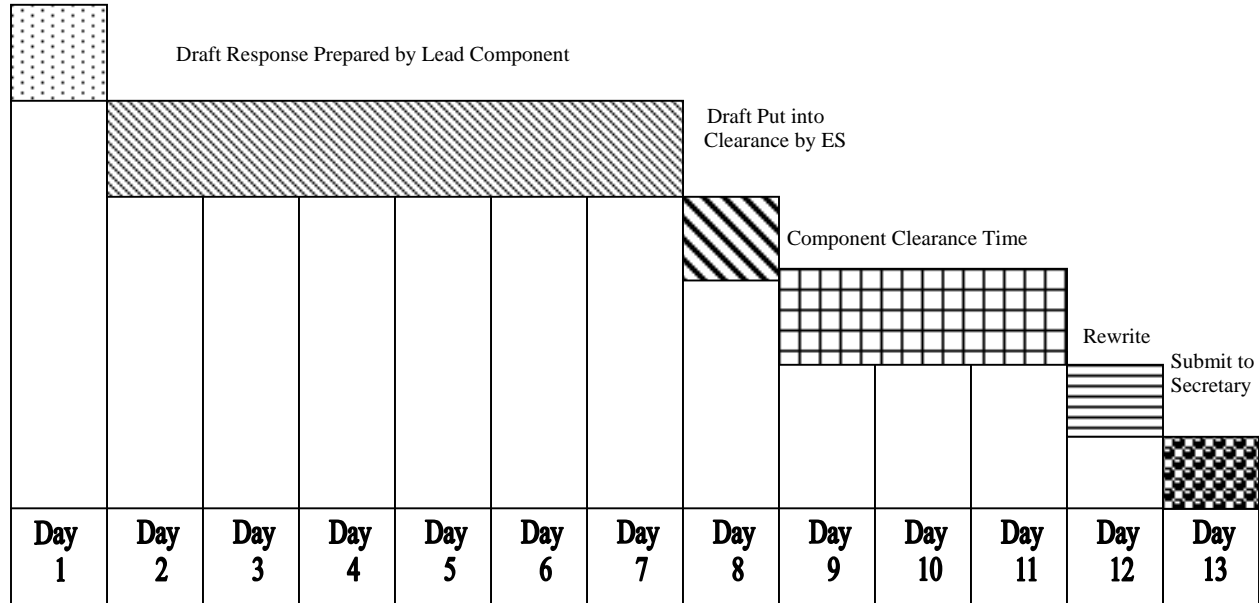 Draft Response Prepared by Lead Component
Draft Put into
Clearance by ES
Component Clearance Time
Rewrite
Submit to
Secretary
Day Day Day Day Day Day Day Day Day Day Day Day Day
1 2 3 4 5 6 7 8 9 10 11 12 13